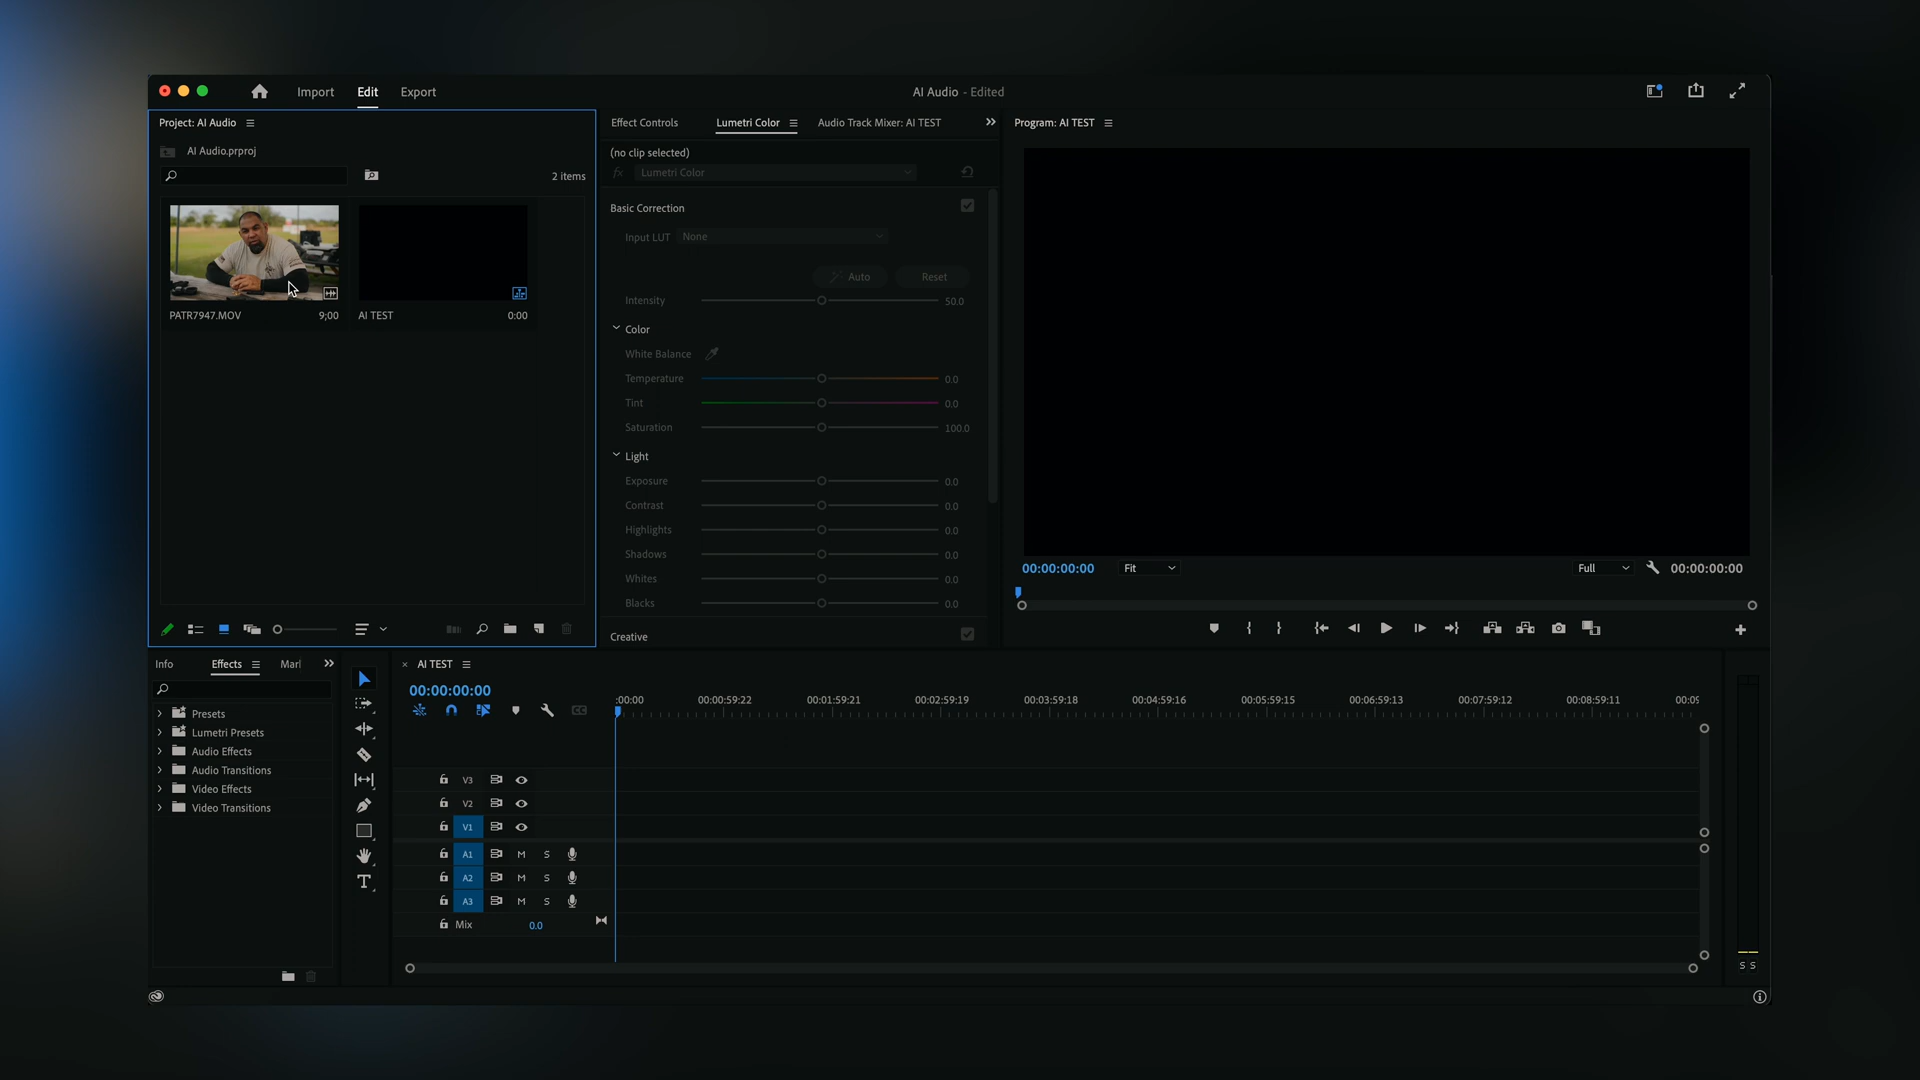 Import Edit Export AI Audio - Edited
Project: AI Audio
AI Audio.prproj
2 items
PATR7947.MOV 9;00
AI TEST 0:00
Effect Controls Lumetri Color Audio Track Mixer: AI TEST
(no clip selected)
fx Lumetri Color
Basic Correction
Input LUT None
Auto Reset
Intensity 50.0
Color
White Balance
Temperature 0.0
Tint 0.0
Saturation 100.0
Light
Exposure 0.0
Contrast 0.0
Highlights 0.0
Shadows 0.0
Whites 0.0
Blacks 0.0
Creative
Program: AI TEST
00:00:00:00 Fit Full 00:00:00:00
Info Effects
Presets
Lumetri Presets
Audio Effects
Audio Transitions
Video Effects
Video Transitions
AI TEST
00:00:00:00
:00:00 00:00:59:22 00:01:59:21 00:02:59:19 00:03:59:18 00:04:59:16 00:05:59:15 00:06:59:13 00:07:59:12 00:08:59:11
V3
V2
V1
A1 M S
A2 M S
A3 M S
Mix 0.0
S S